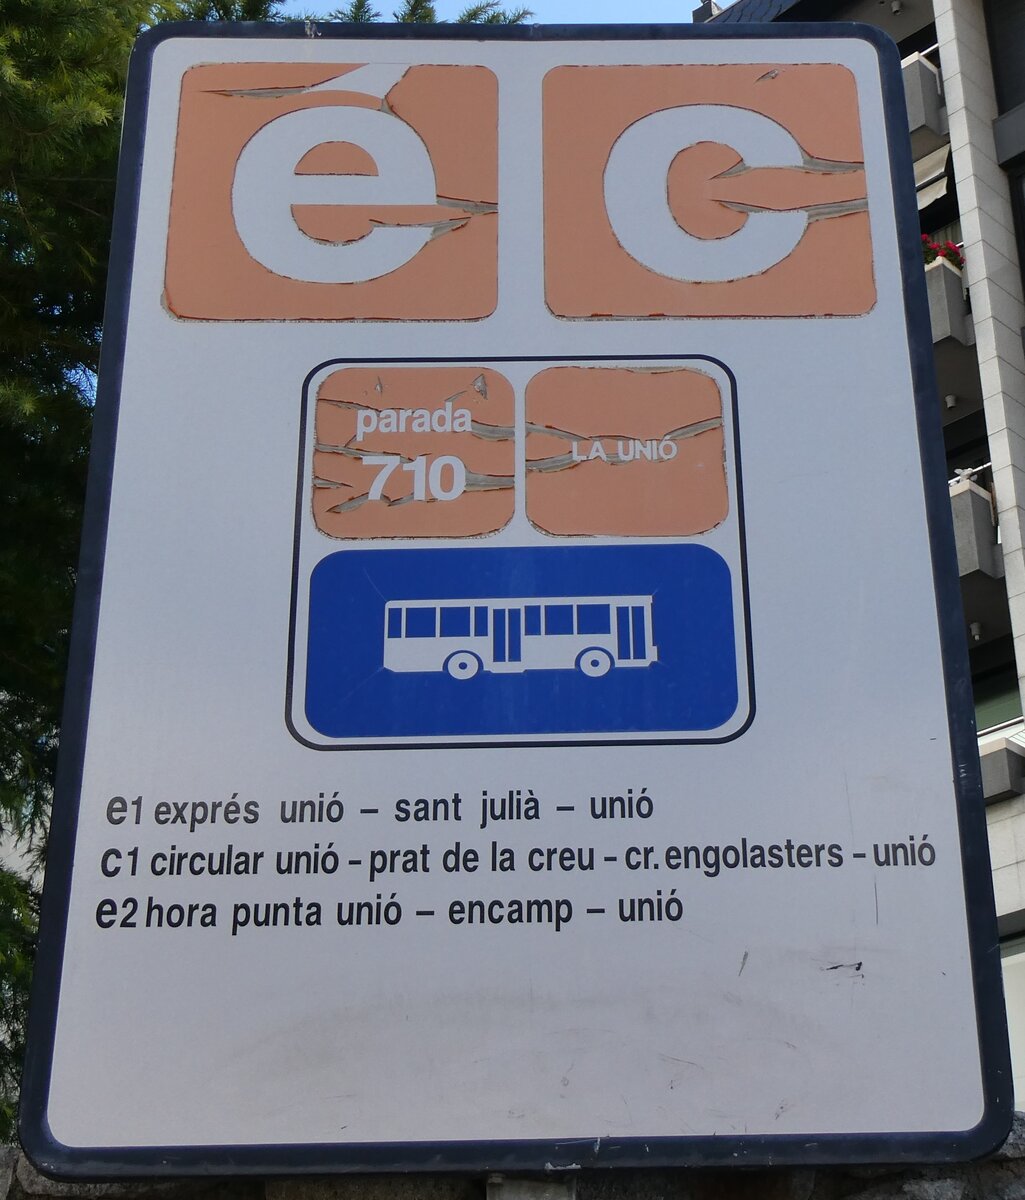 é c
parada
710
LA UNIÓ
e1 exprés unió – sant julià – unió
c1 circular unió – prat de la creu – cr. engolasters – unió
e2 hora punta unió – encamp – unió